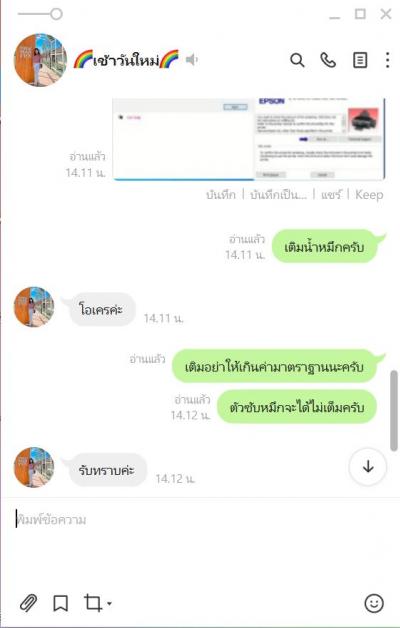 🌈เช้าวันใหม่🌈
EPSON
อ่านแล้ว
14.11 น.
บันทึก | บันทึกเป็น... | แชร์ | Keep
อ่านแล้ว
14.11 น.
เติมน้ำหมึกครับ
โอเครค่ะ
14.11 น.
อ่านแล้ว
เติมอย่าให้เกินค่ามาตราฐานนะครับ
อ่านแล้ว
14.12 น.
ตัวซับหมึกจะได้ไม่เต็มครับ
รับทราบค่ะ
14.12 น.
พิมพ์ข้อความ